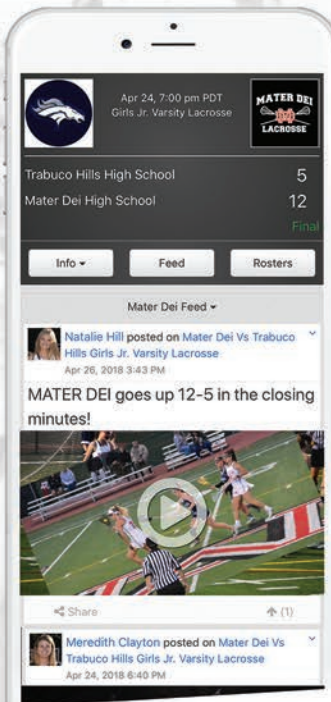 Apr 24, 7:00 pm PDT
Girls Jr. Varsity Lacrosse
MATER DEI
LACROSSE
Trabuco Hills High School 5
Mater Dei High School 12
Final
Info
Feed
Rosters
Mater Dei Feed
Natalie Hill posted on Mater Dei Vs Trabuco
Hills Girls Jr. Varsity Lacrosse
Apr 26, 2018 3:43 PM
MATER DEI goes up 12-5 in the closing
minutes!
Share
(1)
Meredith Clayton posted on Mater Dei Vs
Trabuco Hills Girls Jr. Varsity Lacrosse
Apr 24, 2018 6:40 PM